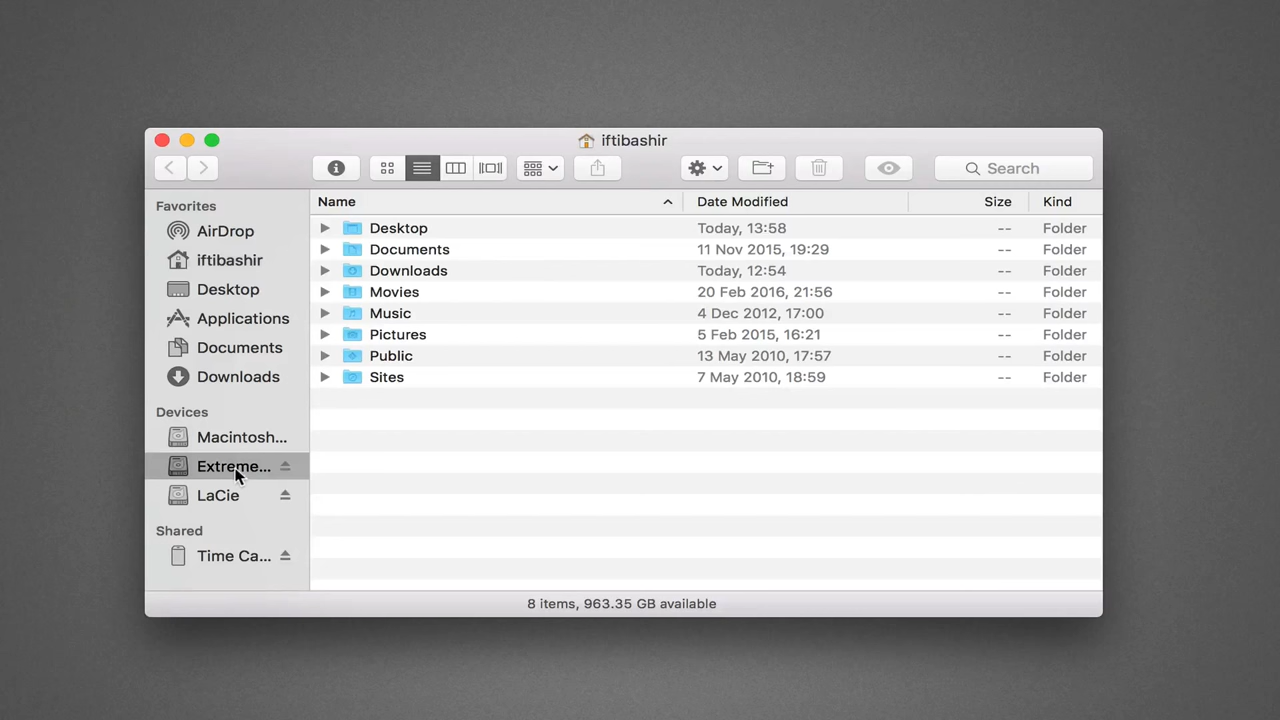 iftibashir
Search
Favorites
AirDrop
iftibashir
Desktop
Applications
Documents
Downloads
Devices
Macintosh...
Extreme...
LaCie
Shared
Time Ca...
Name Date Modified Size Kind
Desktop Today, 13:58 -- Folder
Documents 11 Nov 2015, 19:29 -- Folder
Downloads Today, 12:54 -- Folder
Movies 20 Feb 2016, 21:56 -- Folder
Music 4 Dec 2012, 17:00 -- Folder
Pictures 5 Feb 2015, 16:21 -- Folder
Public 13 May 2010, 17:57 -- Folder
Sites 7 May 2010, 18:59 -- Folder
8 items, 963.35 GB available